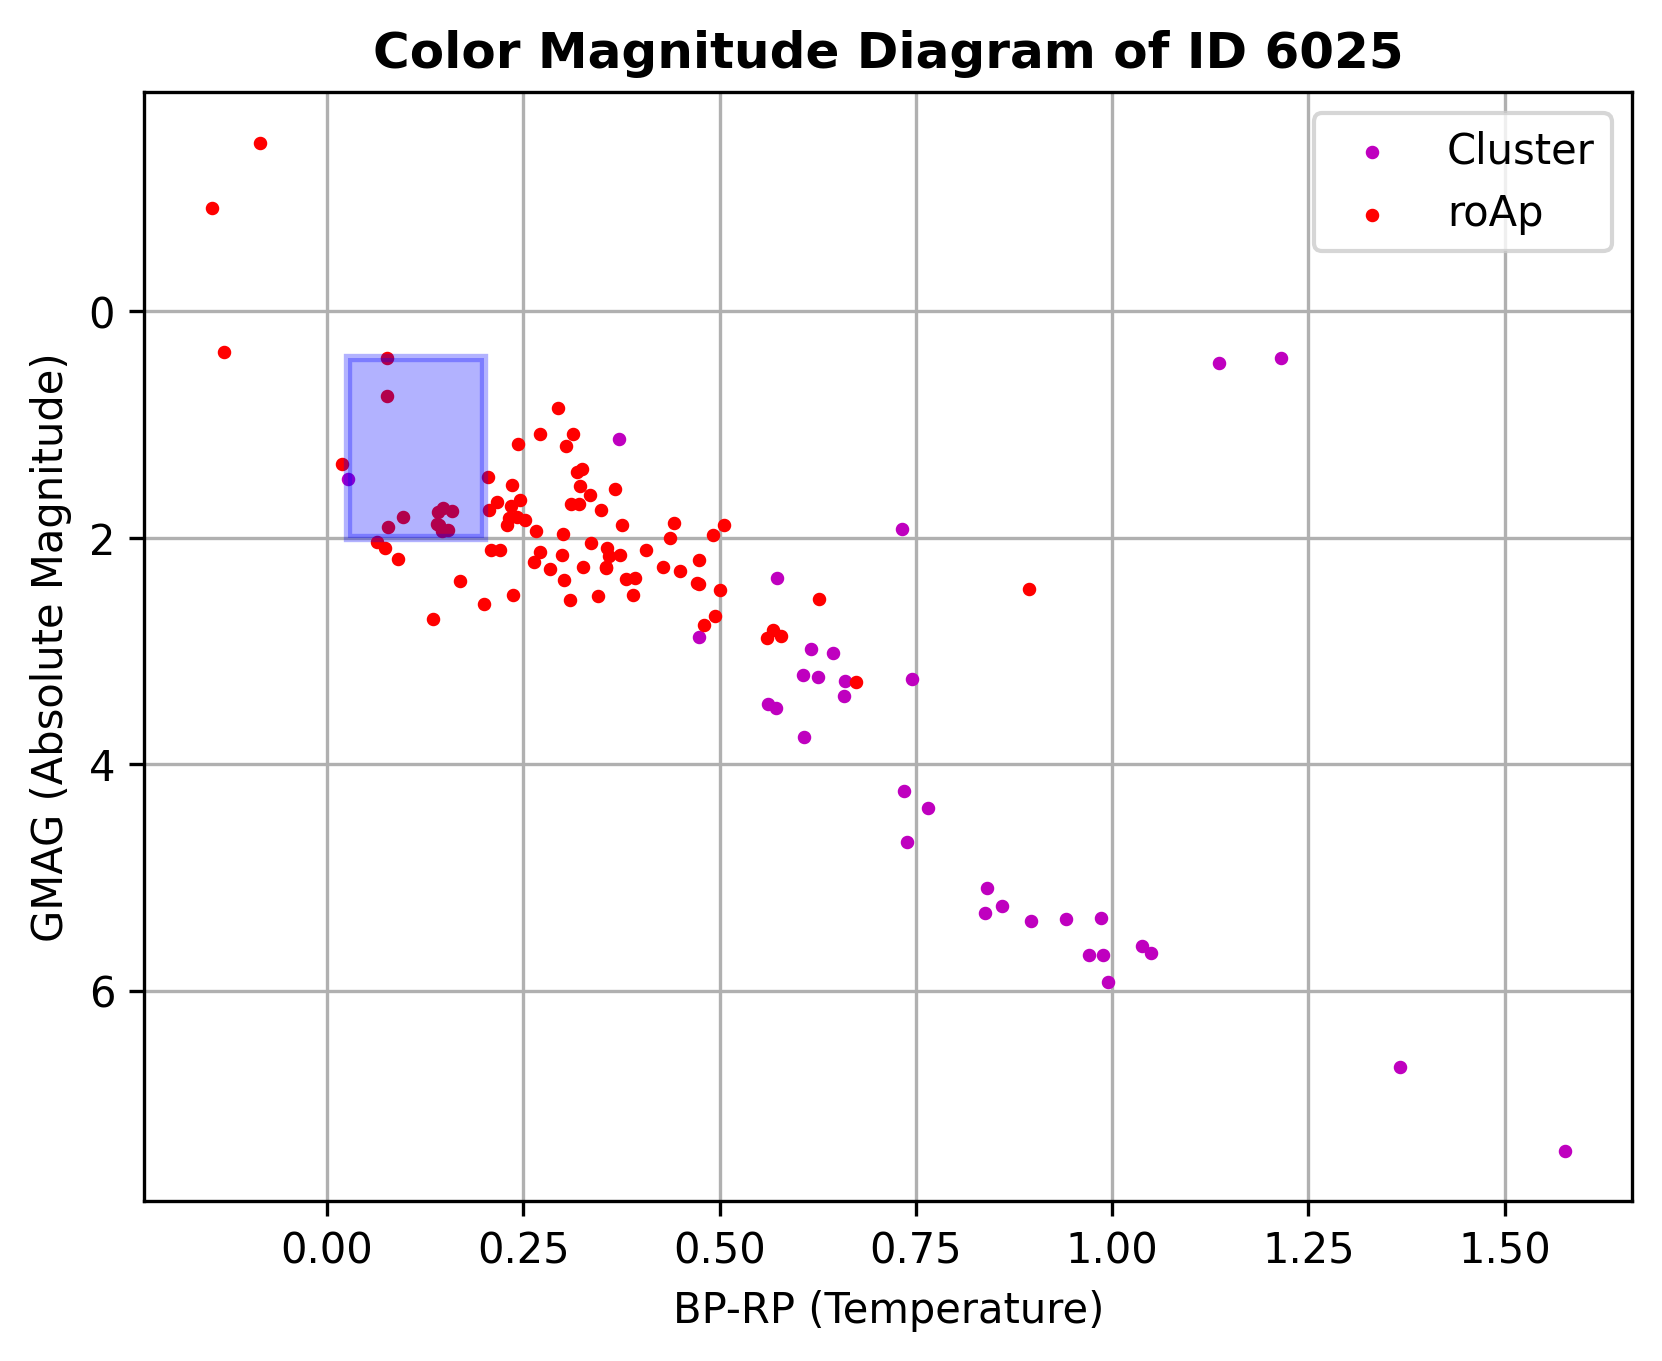 Color Magnitude Diagram of ID 6025
Cluster
roAp
GMAG (Absolute Magnitude)
0
2
4
6
0.00 0.25 0.50 0.75 1.00 1.25 1.50
BP-RP (Temperature)